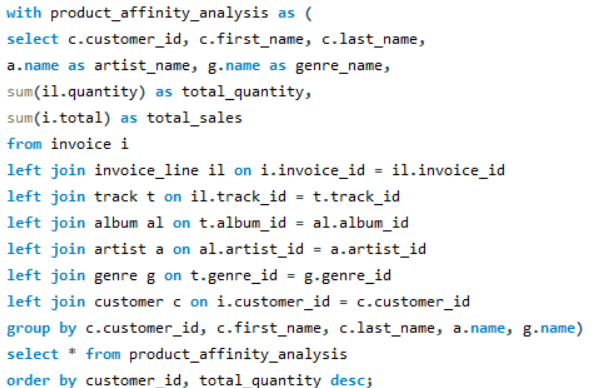 with product_affinity_analysis as (
select c.customer_id, c.first_name, c.last_name,
a.name as artist_name, g.name as genre_name,
sum(il.quantity) as total_quantity,
sum(i.total) as total_sales
from invoice i
left join invoice_line il on i.invoice_id = il.invoice_id
left join track t on il.track_id = t.track_id
left join album al on t.album_id = al.album_id
left join artist a on al.artist_id = a.artist_id
left join genre g on t.genre_id = g.genre_id
left join customer c on i.customer_id = c.customer_id
group by c.customer_id, c.first_name, c.last_name, a.name, g.name)
select * from product_affinity_analysis
order by customer_id, total_quantity desc;